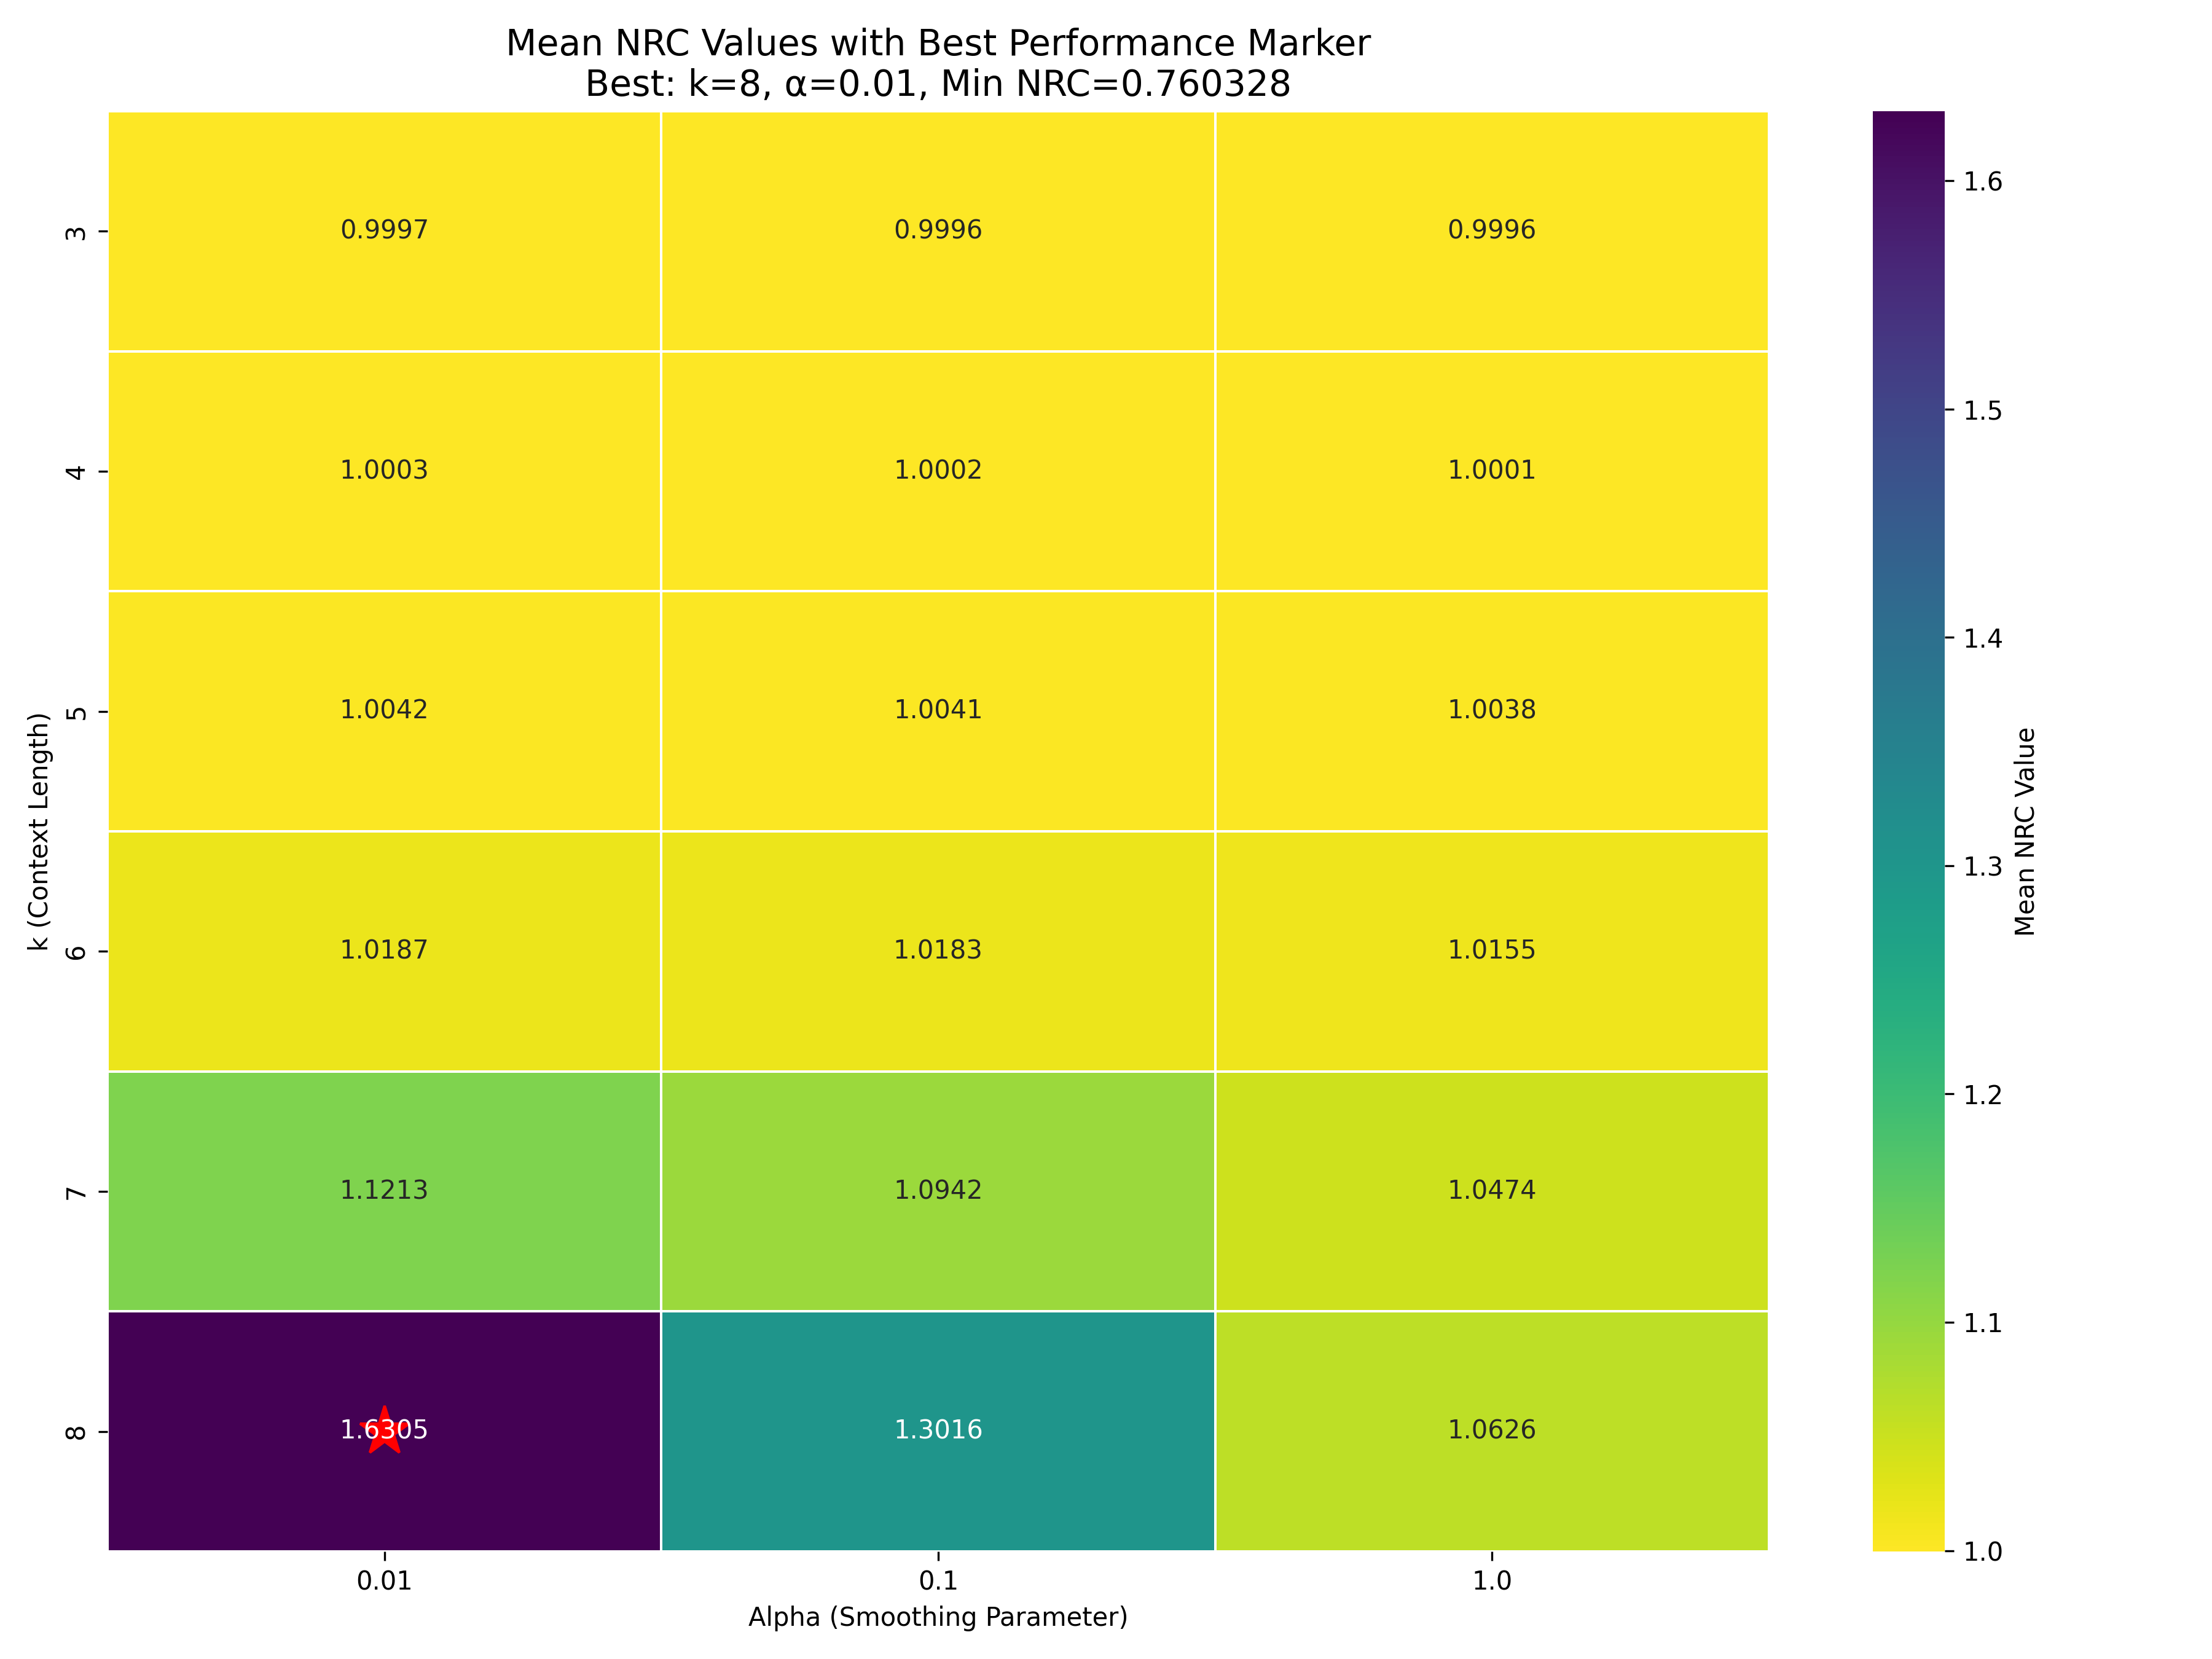 Mean NRC Values with Best Performance Marker
Best: k=8, α=0.01, Min NRC=0.760328
k (Context Length)
3
0.9997 0.9996 0.9996
4
1.0003 1.0002 1.0001
5
1.0042 1.0041 1.0038
6
1.0187 1.0183 1.0155
7
1.1213 1.0942 1.0474
8
1.6305 1.3016 1.0626
0.01 0.1 1.0
Alpha (Smoothing Parameter)
1.6
1.5
1.4
1.3
1.2
1.1
1.0
Mean NRC Value